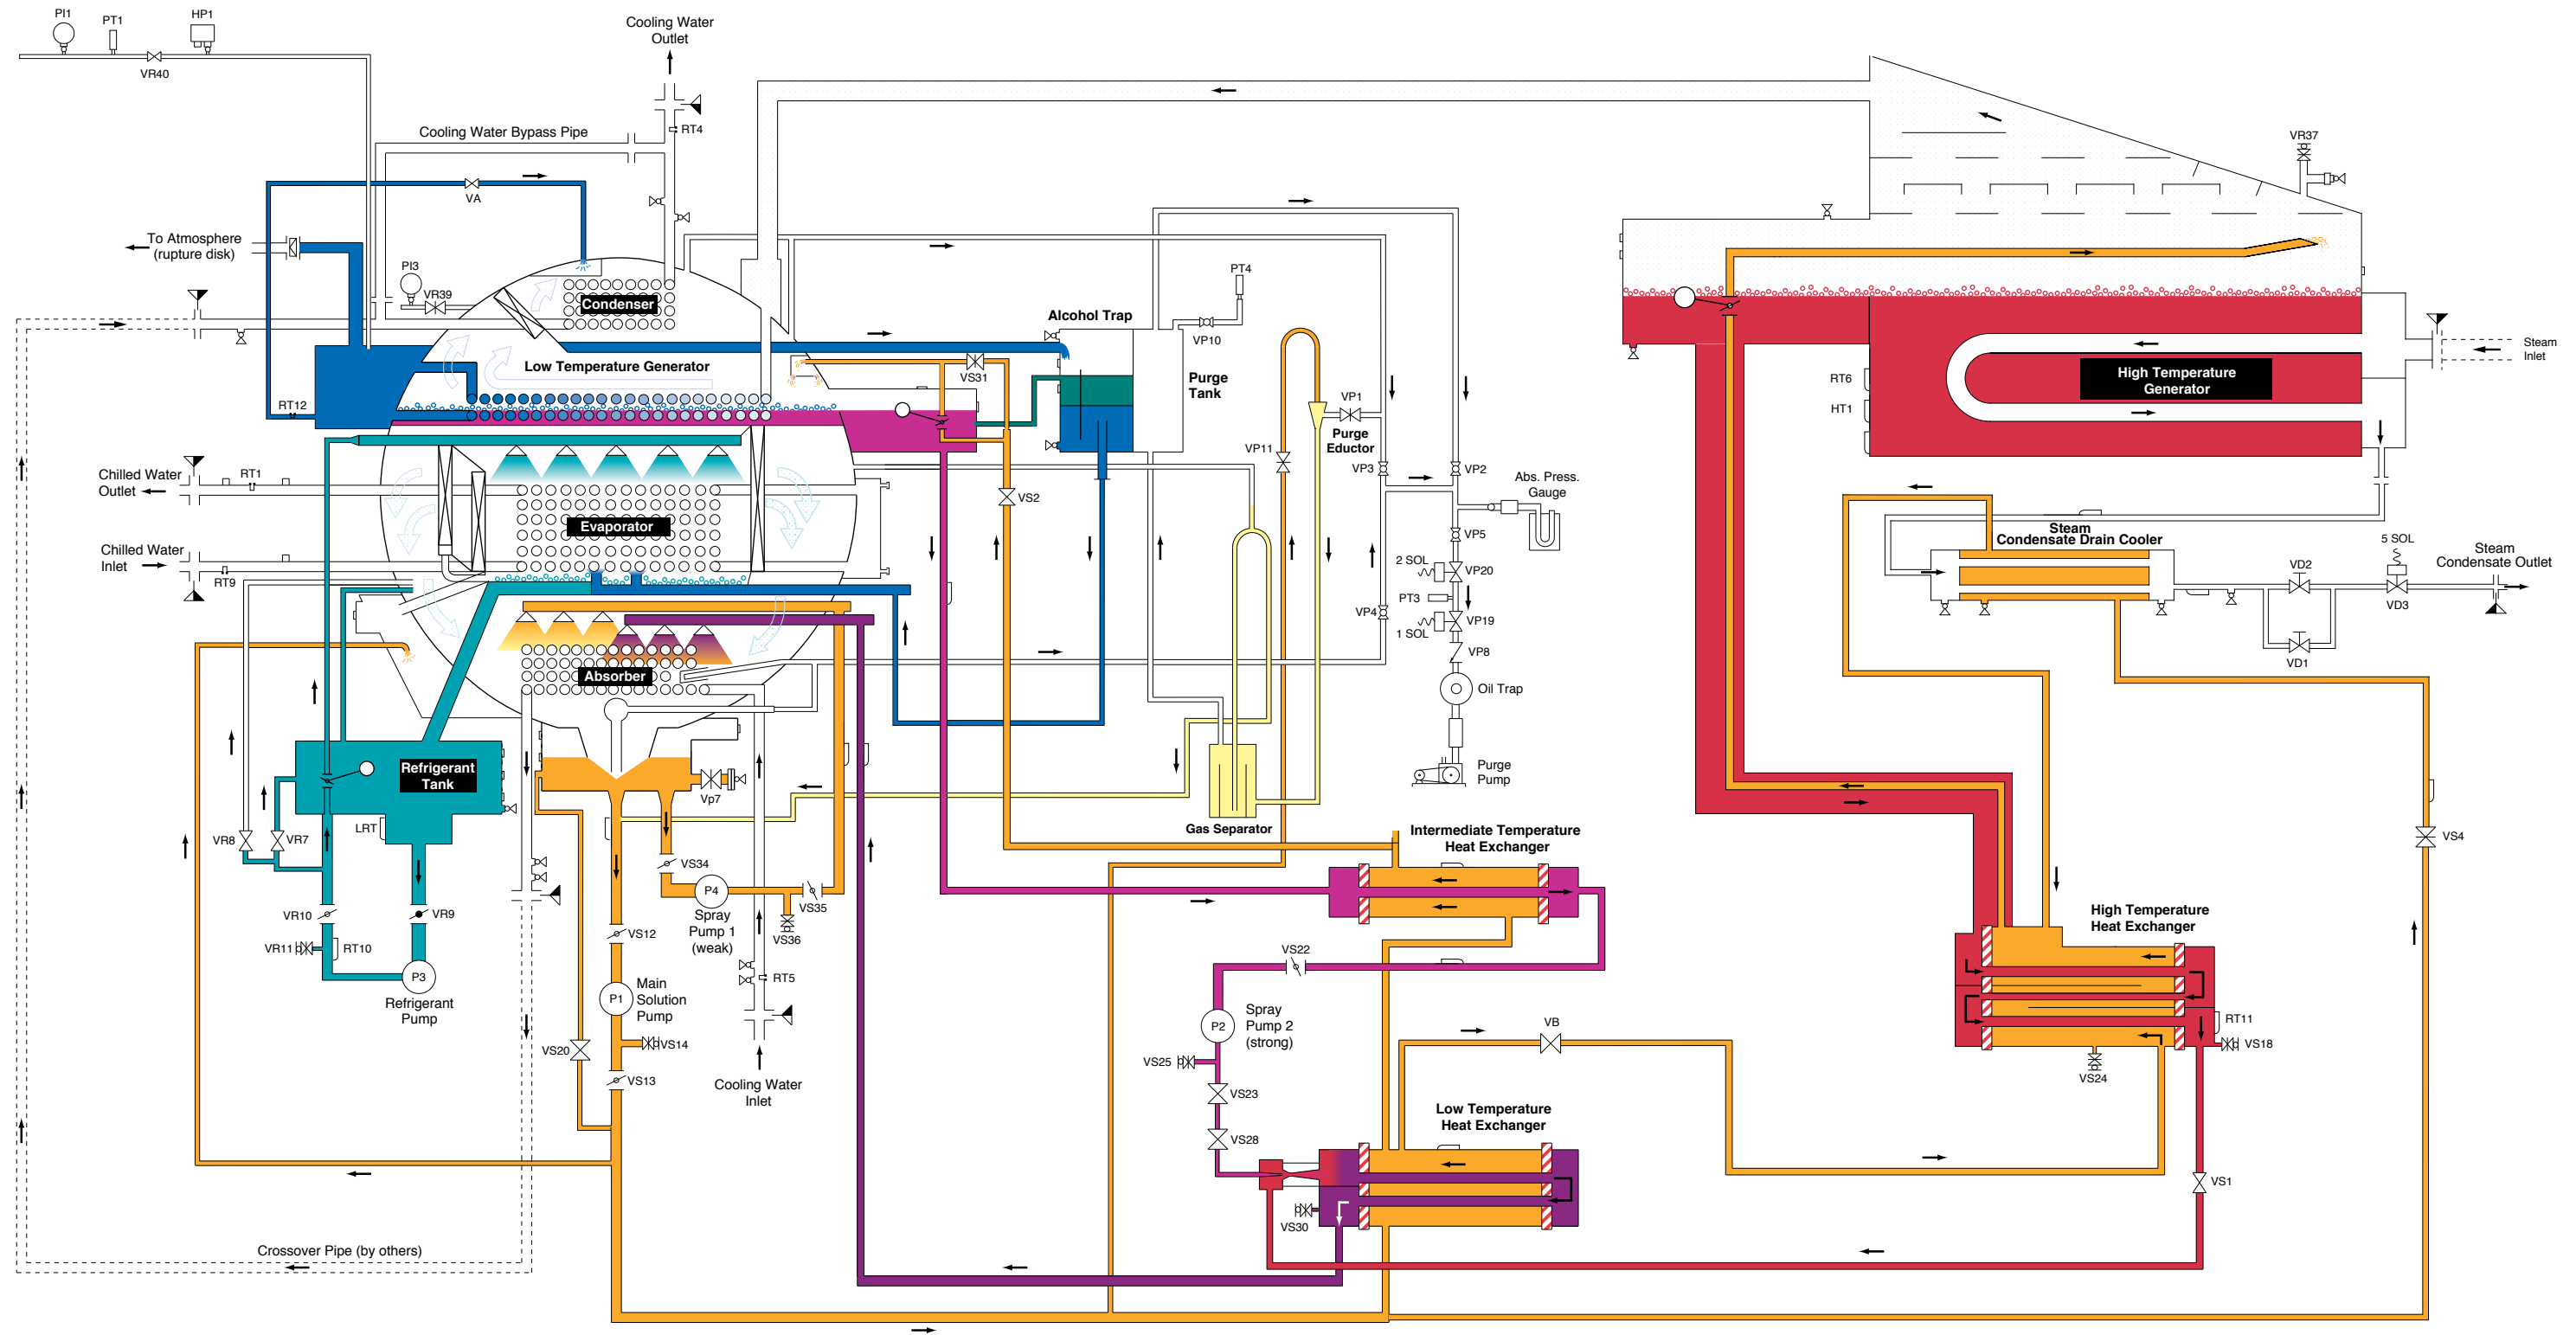 PI1
PT1
HP1
VR40
Cooling Water
Outlet
RT4
Cooling Water Bypass Pipe
VA
To Atmosphere
(rupture disk)
PI3
VR39
Condenser
Low Temperature Generator
RT12
Chilled Water
Outlet
RT1
Evaporator
Chilled Water
Inlet
RT9
Absorber
Alcohol Trap
PT4
VP10
Purge
Tank
VS31
VS2
VP1
Purge
Eductor
VP11
VP3
VP2
Abs. Press.
Gauge
VP5
2 SOL
VP20
PT3
VP4
VP19
1 SOL
VP8
Oil Trap
Purge
Pump
Gas Separator
VR37
Steam
Inlet
High Temperature
Generator
RT6
HT1
Steam
Condensate Drain Cooler
5 SOL
Steam
Condensate Outlet
VD2
VD3
VD1
Refrigerant
Tank
LRT
VR8
VR7
VR10
VR9
VR11
RT10
P3
Refrigerant
Pump
Vp7
VS34
P4
Spray
Pump 1
(weak)
VS35
VS36
VS12
P1
Main
Solution
Pump
RT5
VS20
VS14
VS13
Cooling Water
Inlet
Crossover Pipe (by others)
Intermediate Temperature
Heat Exchanger
VS22
P2
Spray
Pump 2
(strong)
VS25
VS23
VS28
VS30
VB
Low Temperature
Heat Exchanger
High Temperature
Heat Exchanger
RT11
VS18
VS24
VS1
VS4